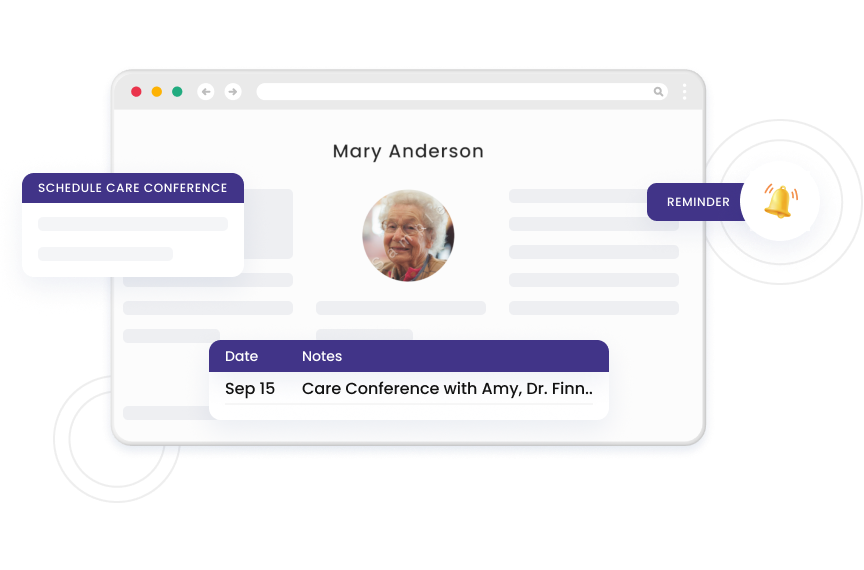 Mary Anderson
SCHEDULE CARE CONFERENCE
REMINDER
Date Notes
Sep 15 Care Conference with Amy, Dr. Finn..